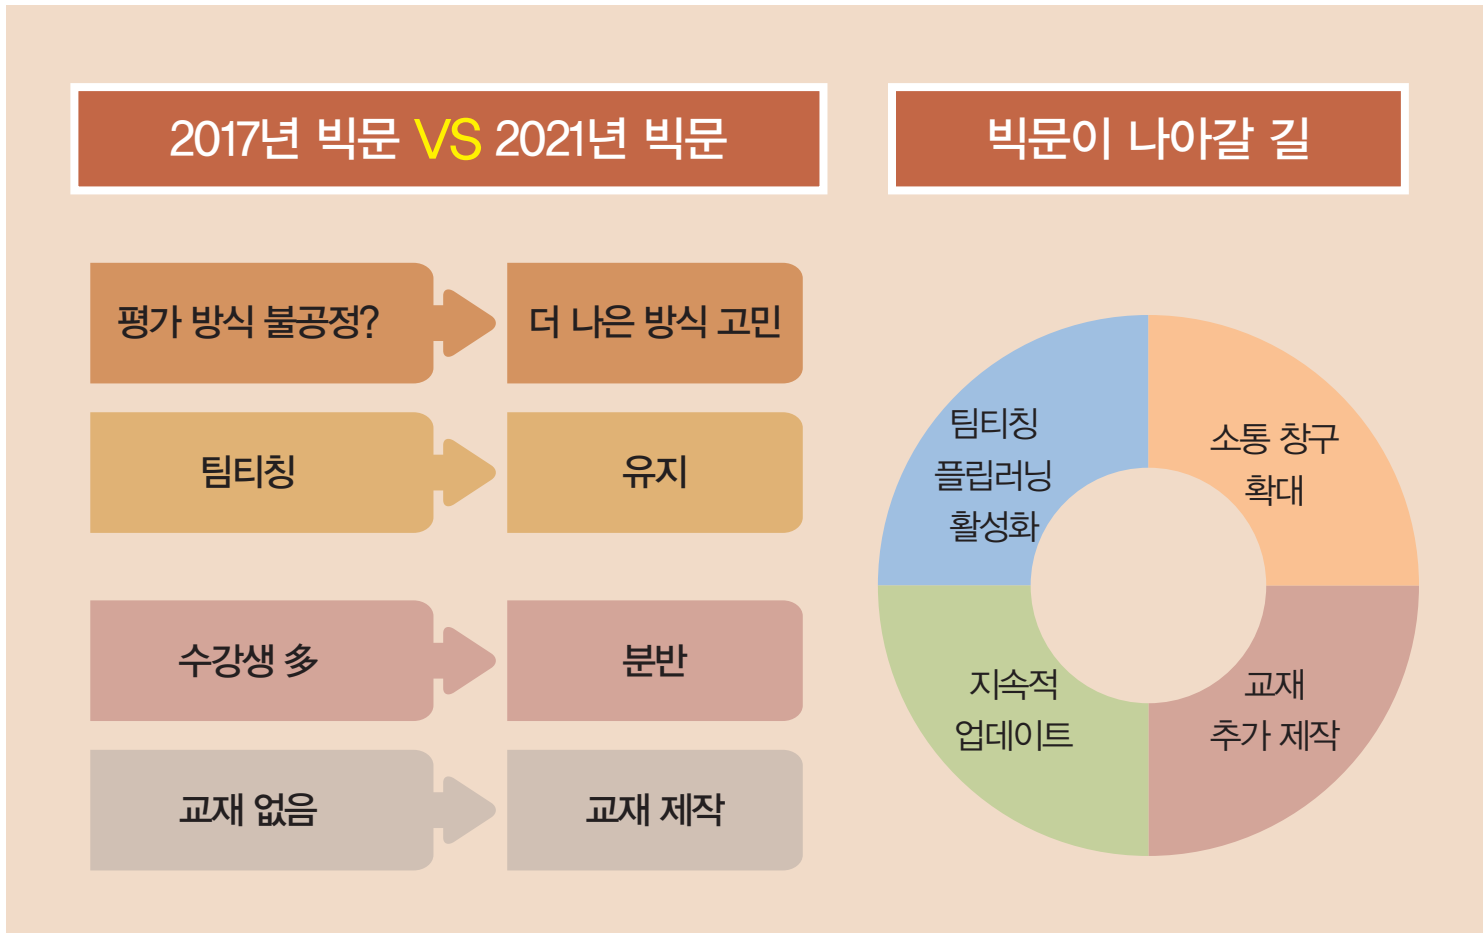 2017년 빅문 VS 2021년 빅문
평가 방식 불공정?
더 나은 방식 고민
팀티칭
유지
수강생 多
분반
교재 없음
교재 제작
빅문이 나아갈 길
팀티칭
플립러닝
활성화
소통 창구
확대
지속적
업데이트
교재
추가 제작